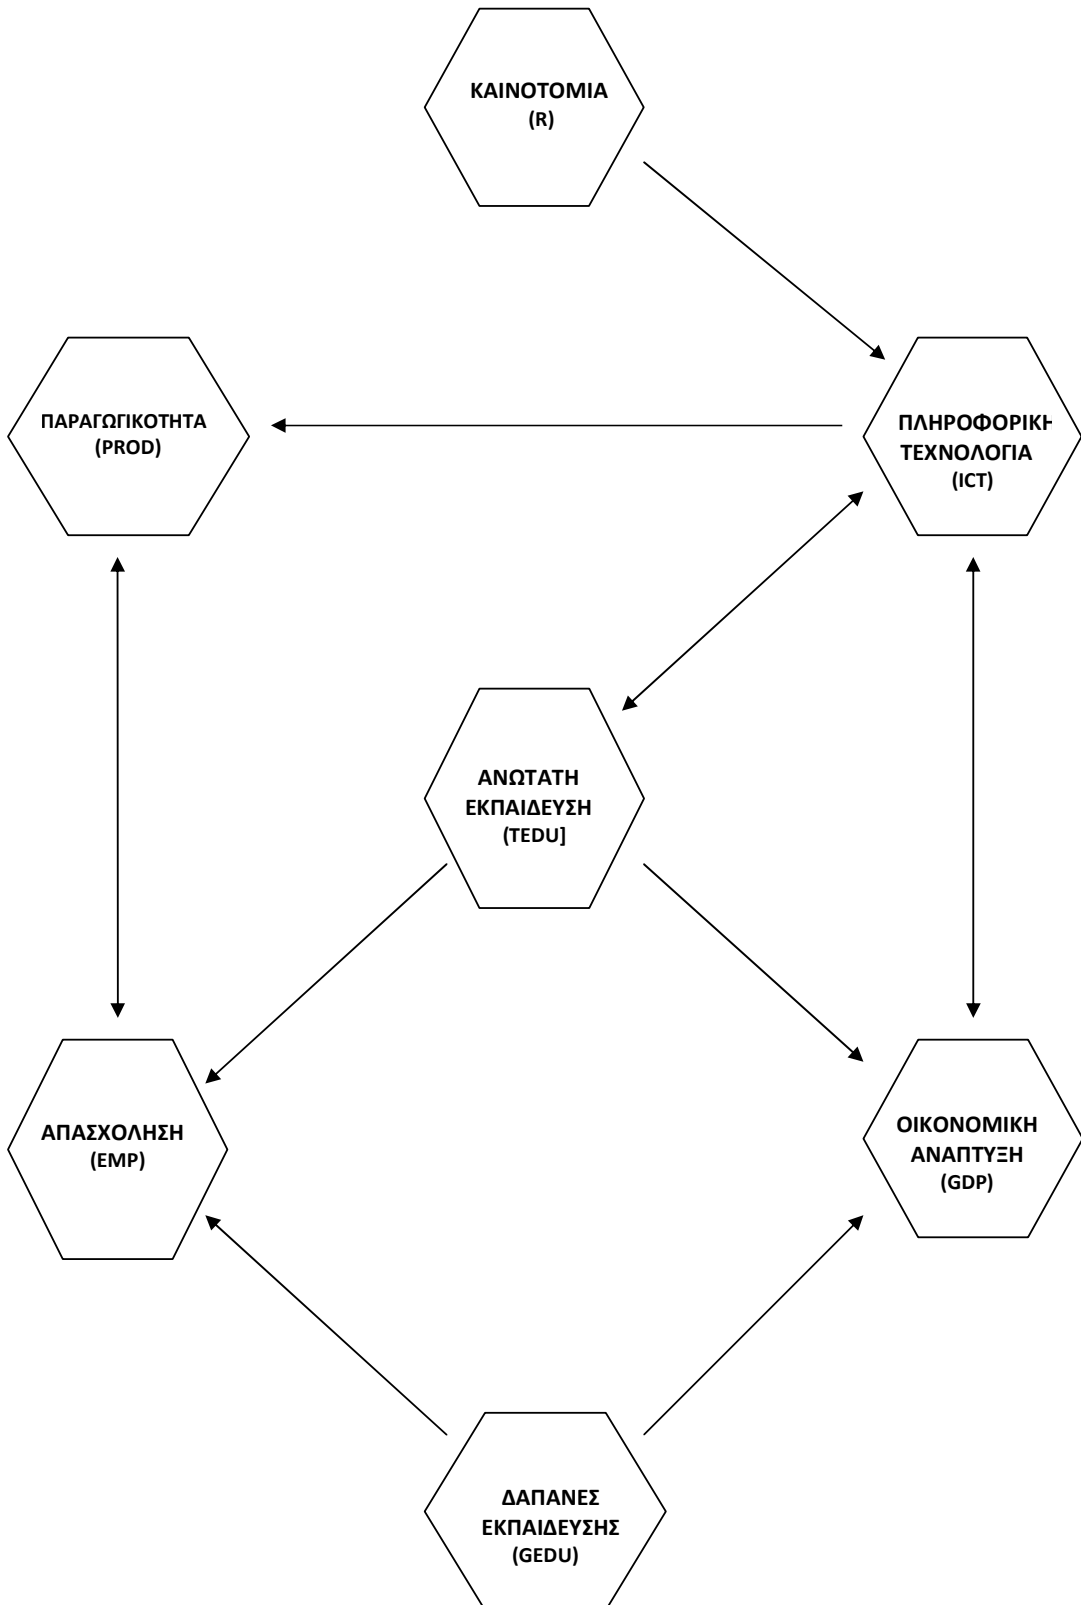 ΚΑΙΝΟΤΟΜΙΑ
(R)
ΠΑΡΑΓΩΓΙΚΟΤΗΤΑ
(PROD)
ΠΛΗΡΟΦΟΡΙΚΗ
ΤΕΧΝΟΛΟΓΙΑ
(ICT)
ΑΝΩΤΑΤΗ
ΕΚΠΑΙΔΕΥΣΗ
(TEDU]
ΑΠΑΣΧΟΛΗΣΗ
(EMP)
ΟΙΚΟΝΟΜΙΚΗ
ΑΝΑΠΤΥΞΗ
(GDP)
ΔΑΠΑΝΕΣ
ΕΚΠΑΙΔΕΥΣΗΣ
(GEDU)